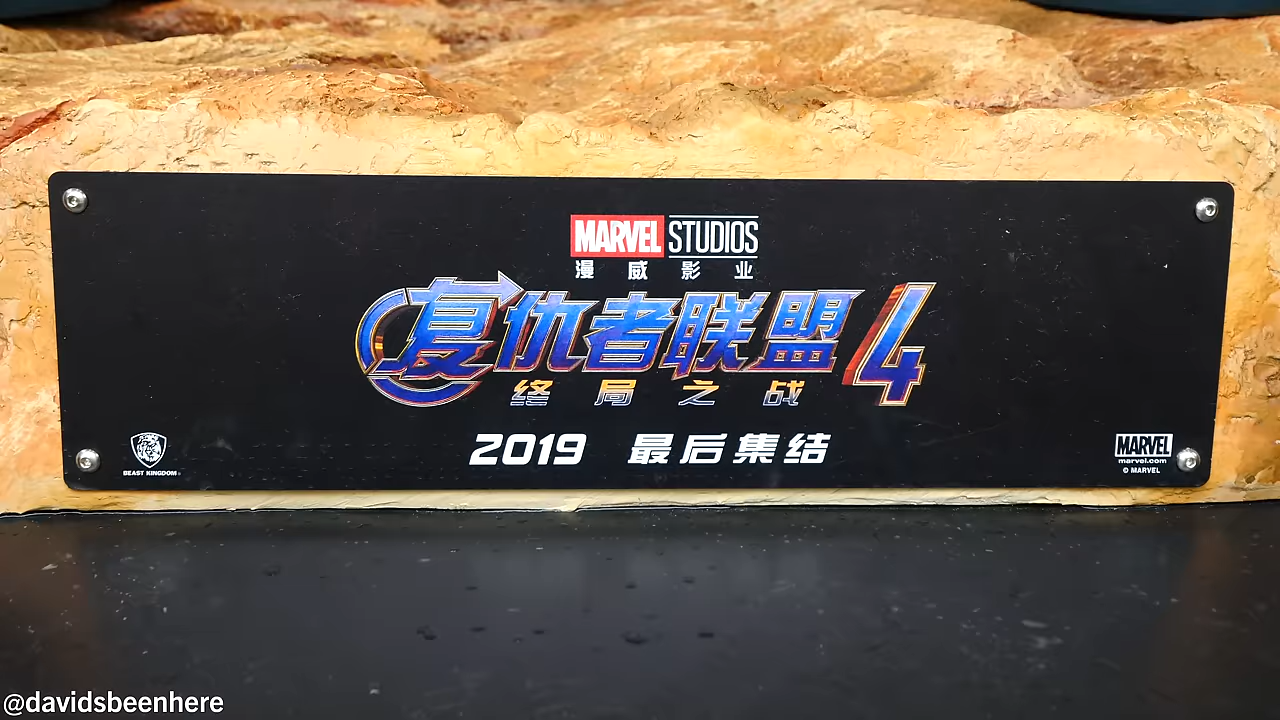 MARVEL STUDIOS
漫威影业
复仇者联盟4
终局之战
2019 最后集结
BEAST KINGDOM
MARVEL
marvel.com
© MARVEL
@davidsbeenhere